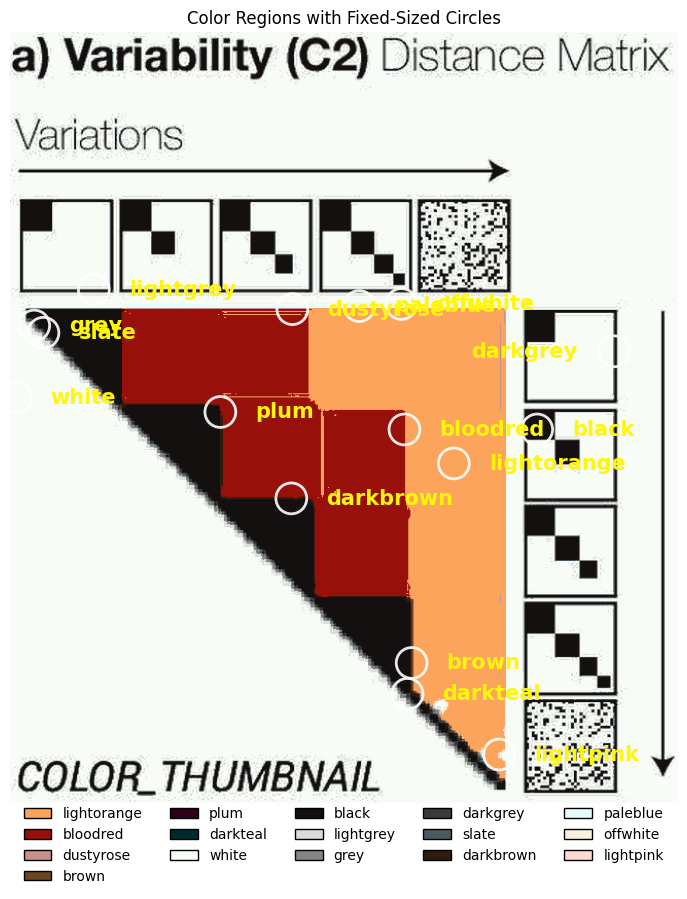 Color Regions with Fixed-Sized Circles
a) Variability (C2) Distance Matrix
Variations
lightgrey
dustyrose
paleblue
offwhite
grey
slate
darkgrey
white
plum
bloodred
black
lightorange
darkbrown
brown
darkteal
lightpink
COLOR_THUMBNAIL
lightorange plum black darkgrey paleblue
bloodred darkteal lightgrey slate offwhite
dustyrose white grey darkbrown lightpink
brown